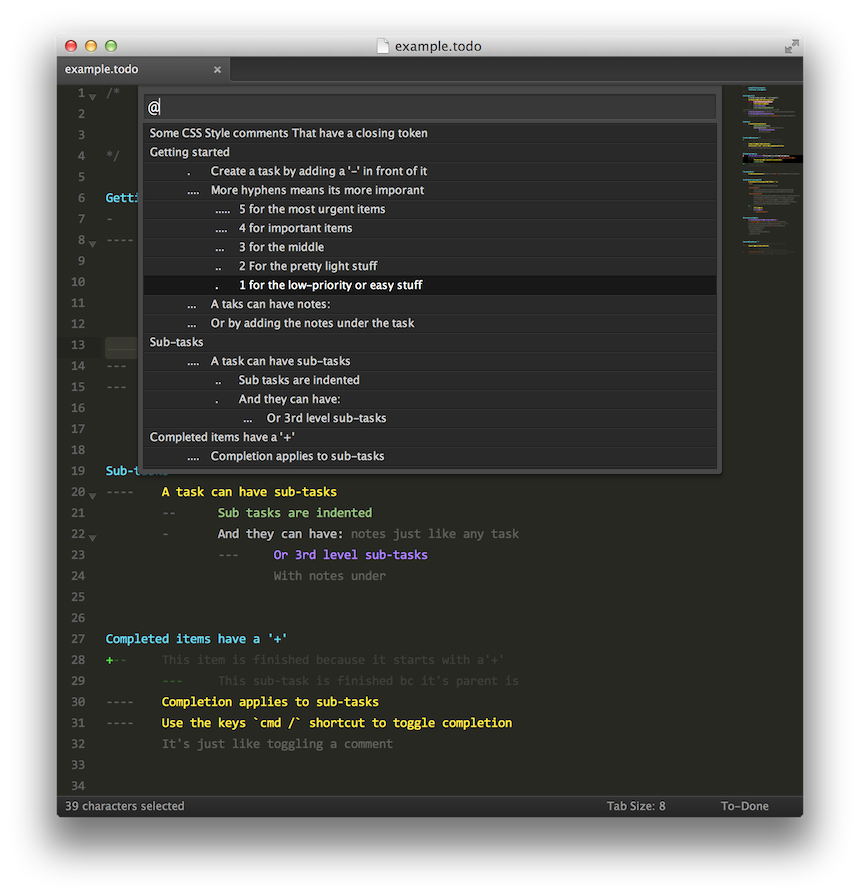 example.todo
example.todo ×
@
Some CSS Style comments That have a closing token
Getting started
. Create a task by adding a '-' in front of it
.... More hyphens means its more imporant
..... 5 for the most urgent items
.... 4 for important items
... 3 for the middle
.. 2 For the pretty light stuff
. 1 for the low-priority or easy stuff
... A taks can have notes:
... Or by adding the notes under the task
Sub-tasks
.... A task can have sub-tasks
.. Sub tasks are indented
. And they can have:
... Or 3rd level sub-tasks
Completed items have a '+'
.... Completion applies to sub-tasks
1 /*
2
3
4 */
5
6 Getti
7 -
8 ----
9
10
11
12
13
14 ---
15 ---
16
17
18
19 Sub-tasks
20 ---- A task can have sub-tasks
21 -- Sub tasks are indented
22 - And they can have: notes just like any task
23 --- Or 3rd level sub-tasks
24 With notes under
25
26
27 Completed items have a '+'
28 +-- This item is finished because it starts with a'+'
29 --- This sub-task is finished bc it's parent is
30 ---- Completion applies to sub-tasks
31 ---- Use the keys `cmd /` shortcut to toggle completion
32 It's just like toggling a comment
33
34
39 characters selected Tab Size: 8 To-Done